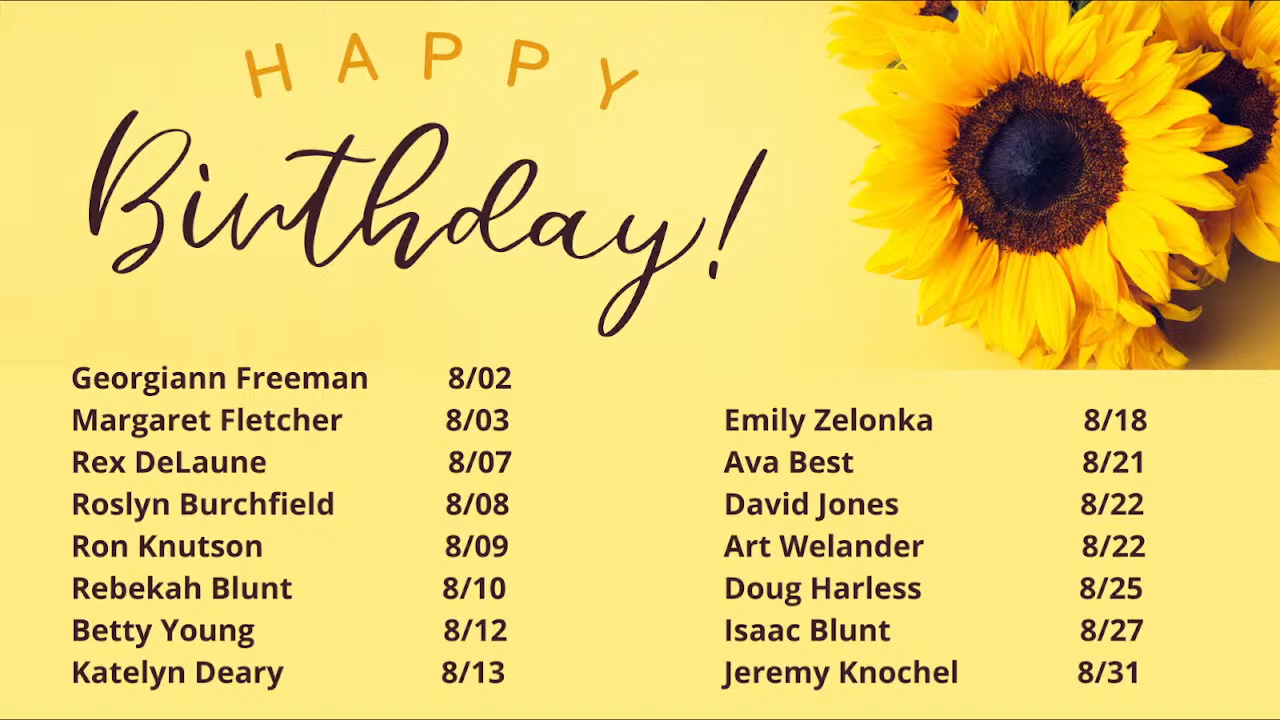 HAPPY
Birthday!
Georgiann Freeman 8/02
Margaret Fletcher 8/03
Rex DeLaune 8/07
Roslyn Burchfield 8/08
Ron Knutson 8/09
Rebekah Blunt 8/10
Betty Young 8/12
Katelyn Deary 8/13
Emily Zelonka 8/18
Ava Best 8/21
David Jones 8/22
Art Welander 8/22
Doug Harless 8/25
Isaac Blunt 8/27
Jeremy Knochel 8/31